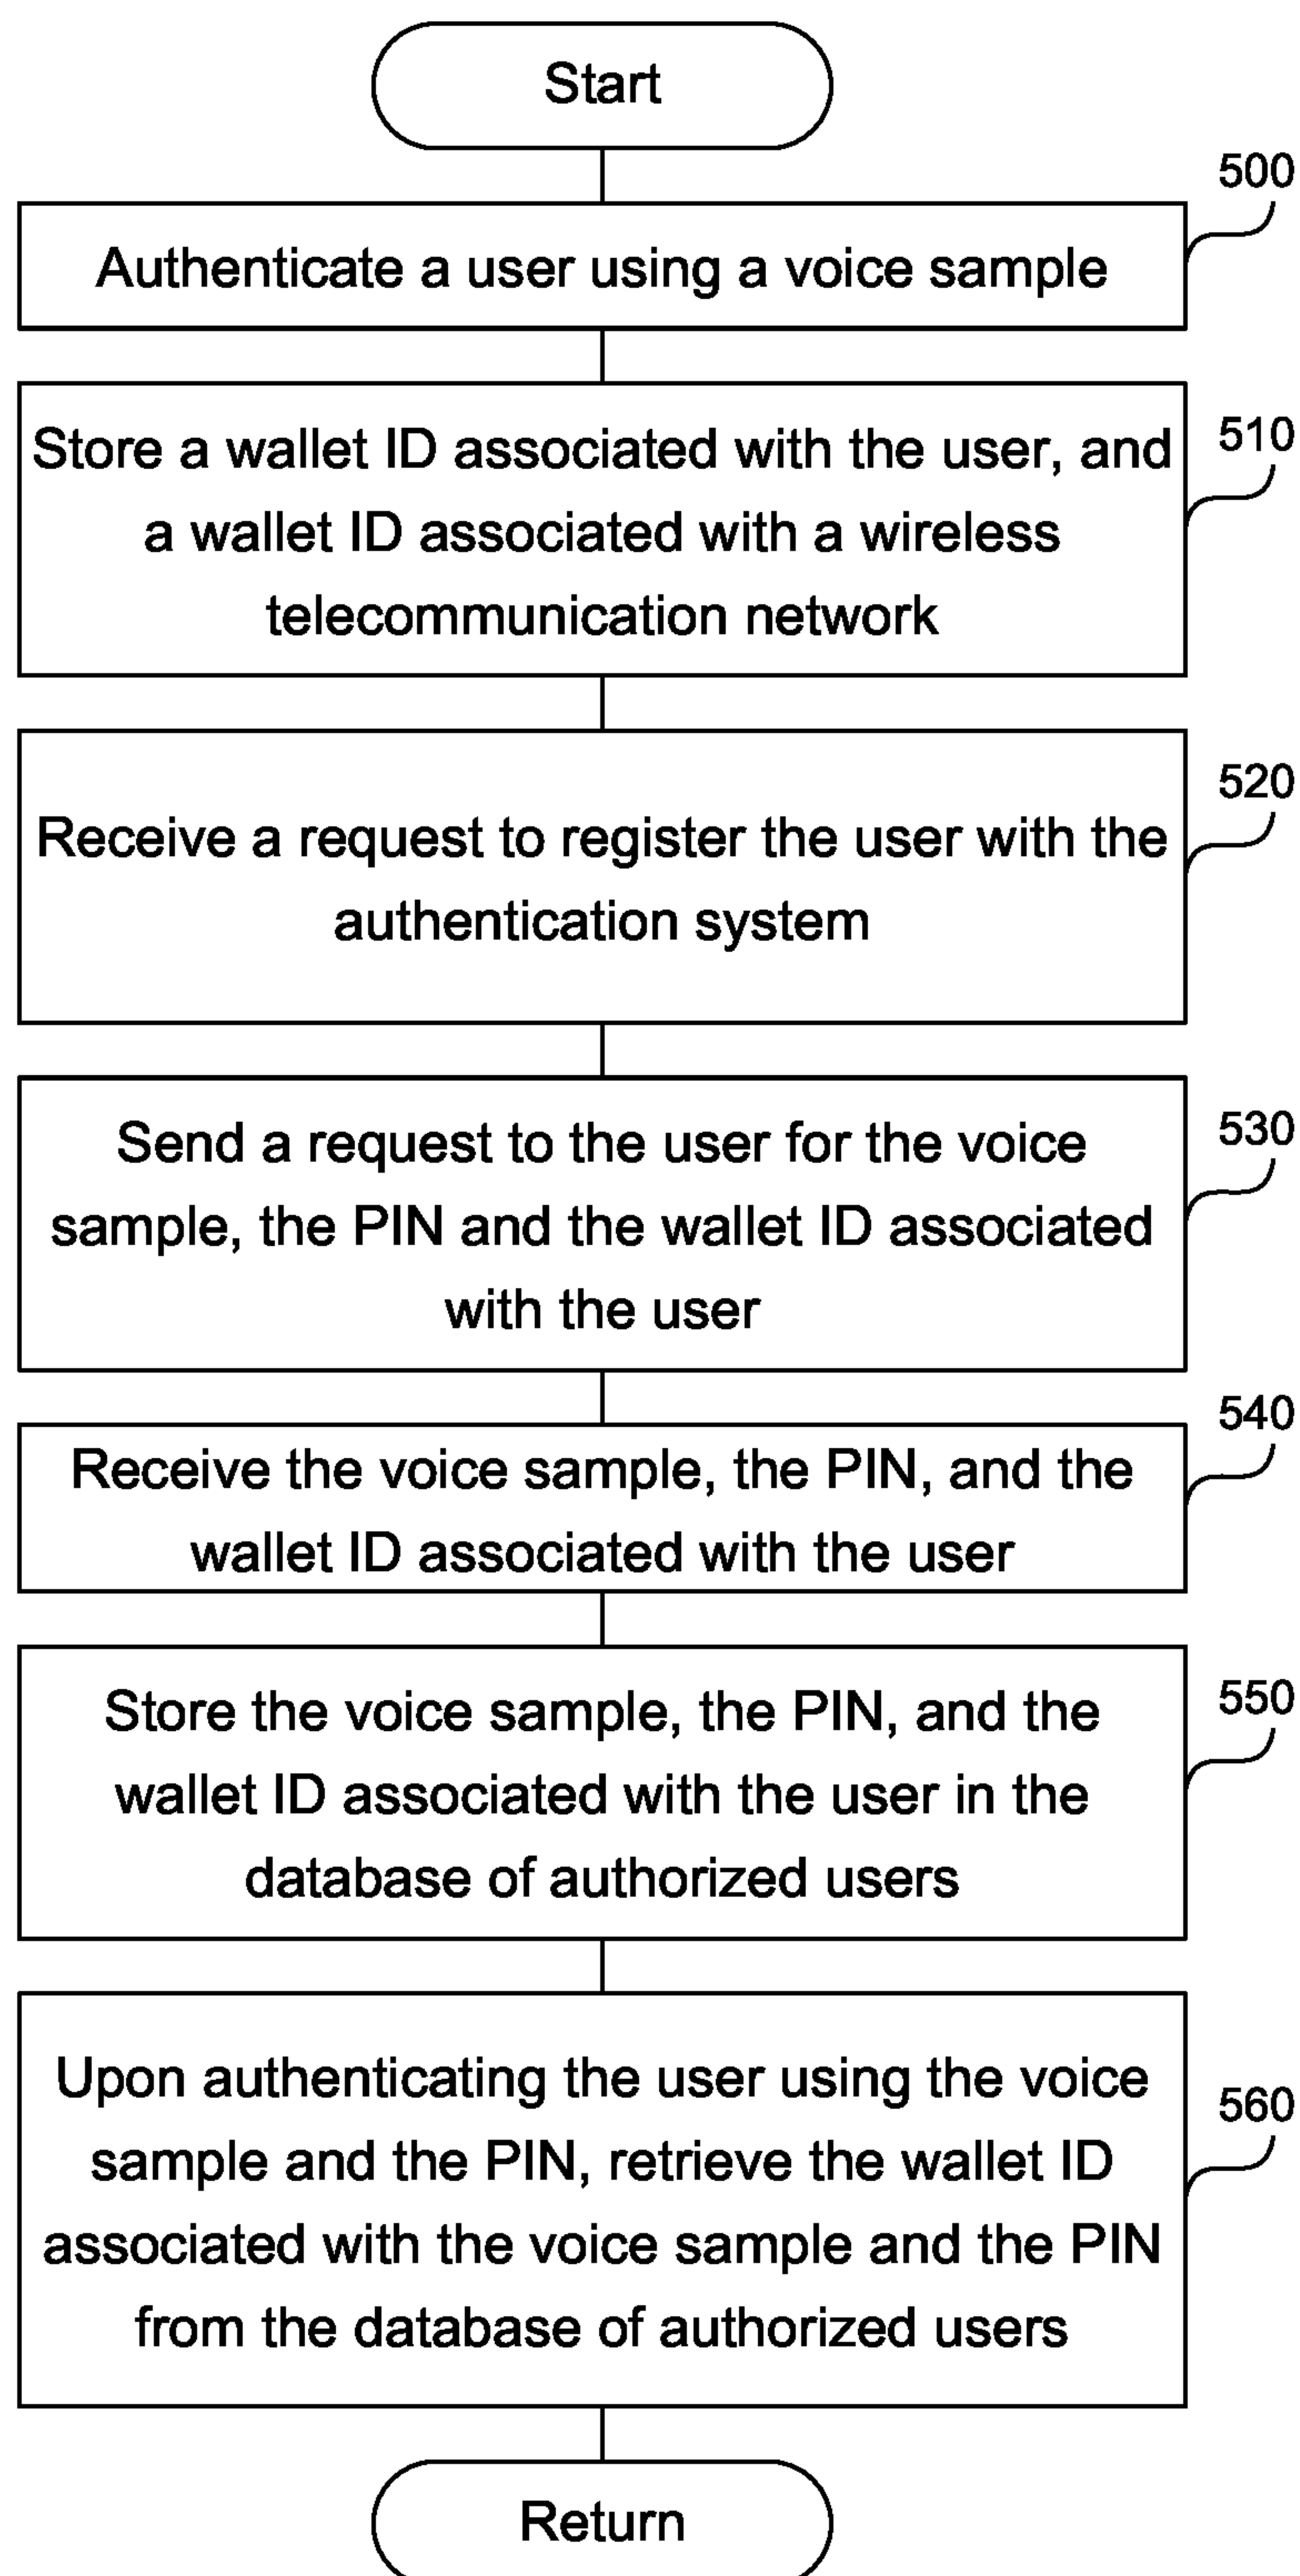 Start
500
Authenticate a user using a voice sample
510
Store a wallet ID associated with the user, and
a wallet ID associated with a wireless
telecommunication network
520
Receive a request to register the user with the
authentication system
530
Send a request to the user for the voice
sample, the PIN and the wallet ID associated
with the user
540
Receive the voice sample, the PIN, and the
wallet ID associated with the user
550
Store the voice sample, the PIN, and the
wallet ID associated with the user in the
database of authorized users
560
Upon authenticating the user using the voice
sample and the PIN, retrieve the wallet ID
associated with the voice sample and the PIN
from the database of authorized users
Return